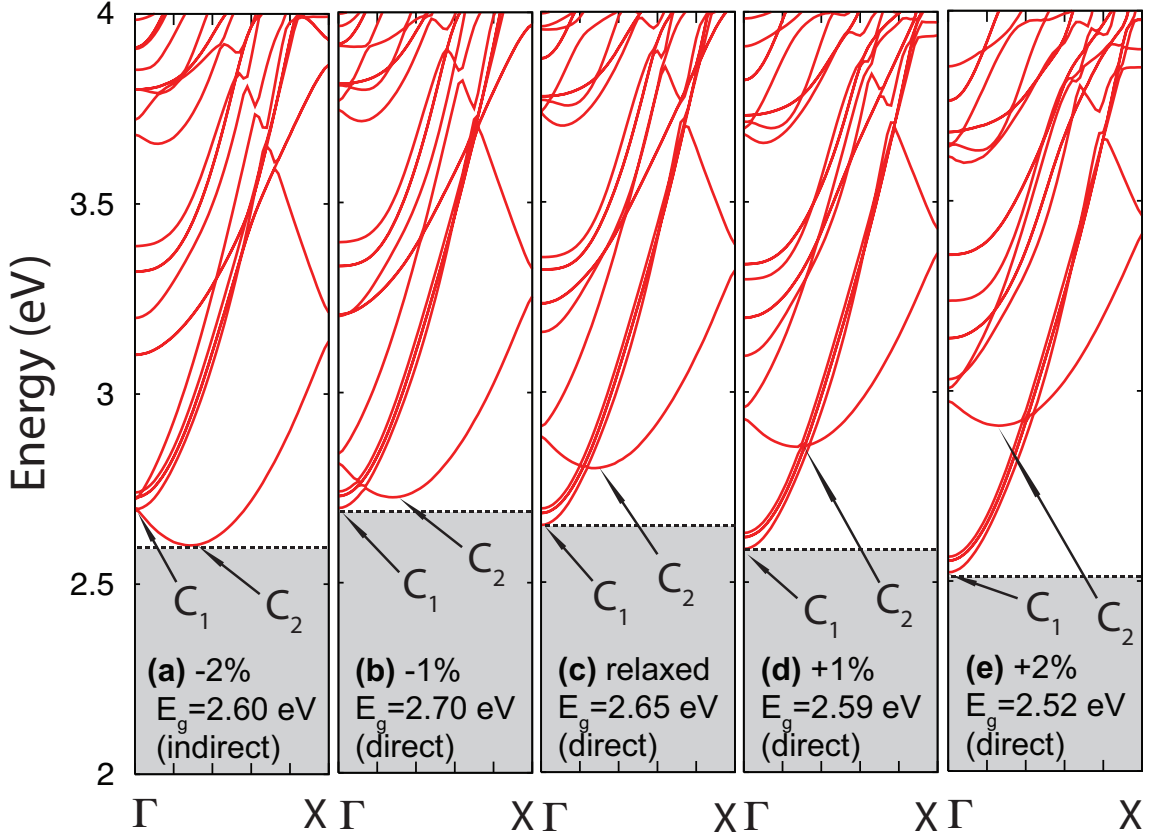 Energy (eV)
4
3.5
3
2.5
2
C1
C2
(a) -2%
Eg=2.60 eV
(indirect)
Γ
X
C1
C2
(b) -1%
Eg=2.70 eV
(direct)
Γ
X
C1
C2
(c) relaxed
Eg=2.65 eV
(direct)
Γ
X
C1
C2
(d) +1%
Eg=2.59 eV
(direct)
Γ
X
C1
C2
(e) +2%
Eg=2.52 eV
(direct)
Γ
X